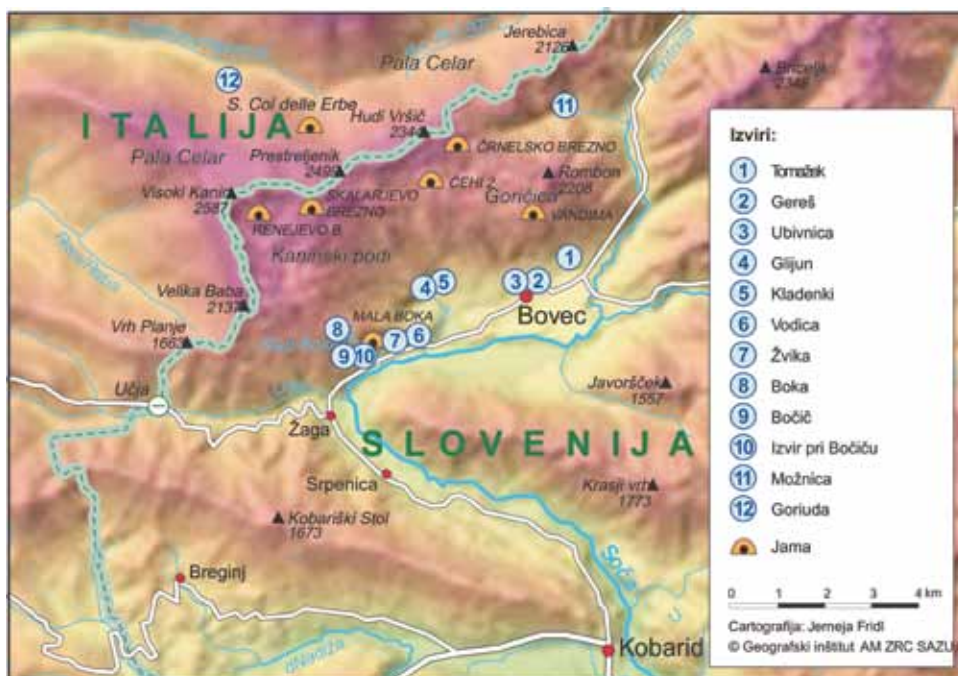 Jerebica
2126
Pala Celar
12
11
S. Col delle Erbe
Hudi Vršič
2344
ITALIJA
ČRNELSKO BREZNO
Pala Celar
Prestreljenik
2499
ČEHI 2
Rombon
2208
Visoki Kanin
2587
SKALARJEVO
BREZNO
Goričica
RENEJEVO B.
VANDIMA
Kaninski podi
1
5
4
3
2
Velika Baba
2137
Bovec
MALA BOKA
8
6
7
9
10
Vrh Planje
1663
Učja
Javoršček
1557
Žaga
SLOVENIJA
Srpenica
Krasji vrh
1773
Kobariški Stol
1673
Soča
Breginj
Nadiža
Kobarid
Izviri:
1 Tomažek
2 Gereš
3 Ubivnica
4 Glijun
5 Kladenki
6 Vodica
7 Žvika
8 Boka
9 Bočič
10 Izvir pri Bočiču
11 Možnica
12 Goriuda
Jama
0 1 2 3 4 km
Kartografija: Jerneja Fridl
© Geografski inštitut AM ZRC SAZU